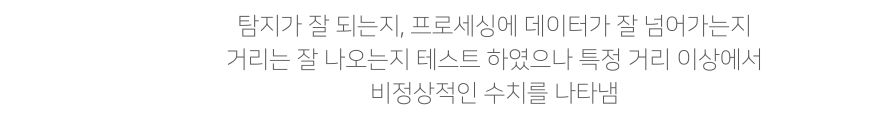 탐지가 잘 되는지, 프로세싱에 데이터가 잘 넘어가는지
거리는 잘 나오는지 테스트 하였으나 특정 거리 이상에서
비정상적인 수치를 나타냄